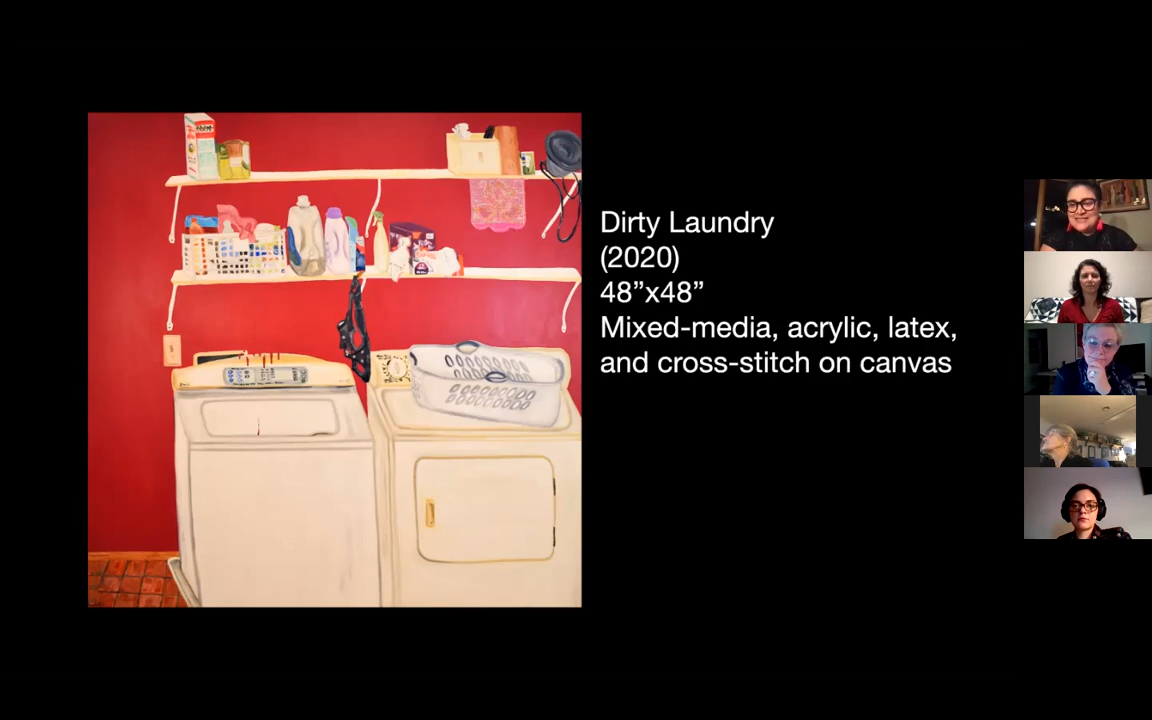 Dirty Laundry
(2020)
48”x48”
Mixed-media, acrylic, latex,
and cross-stitch on canvas